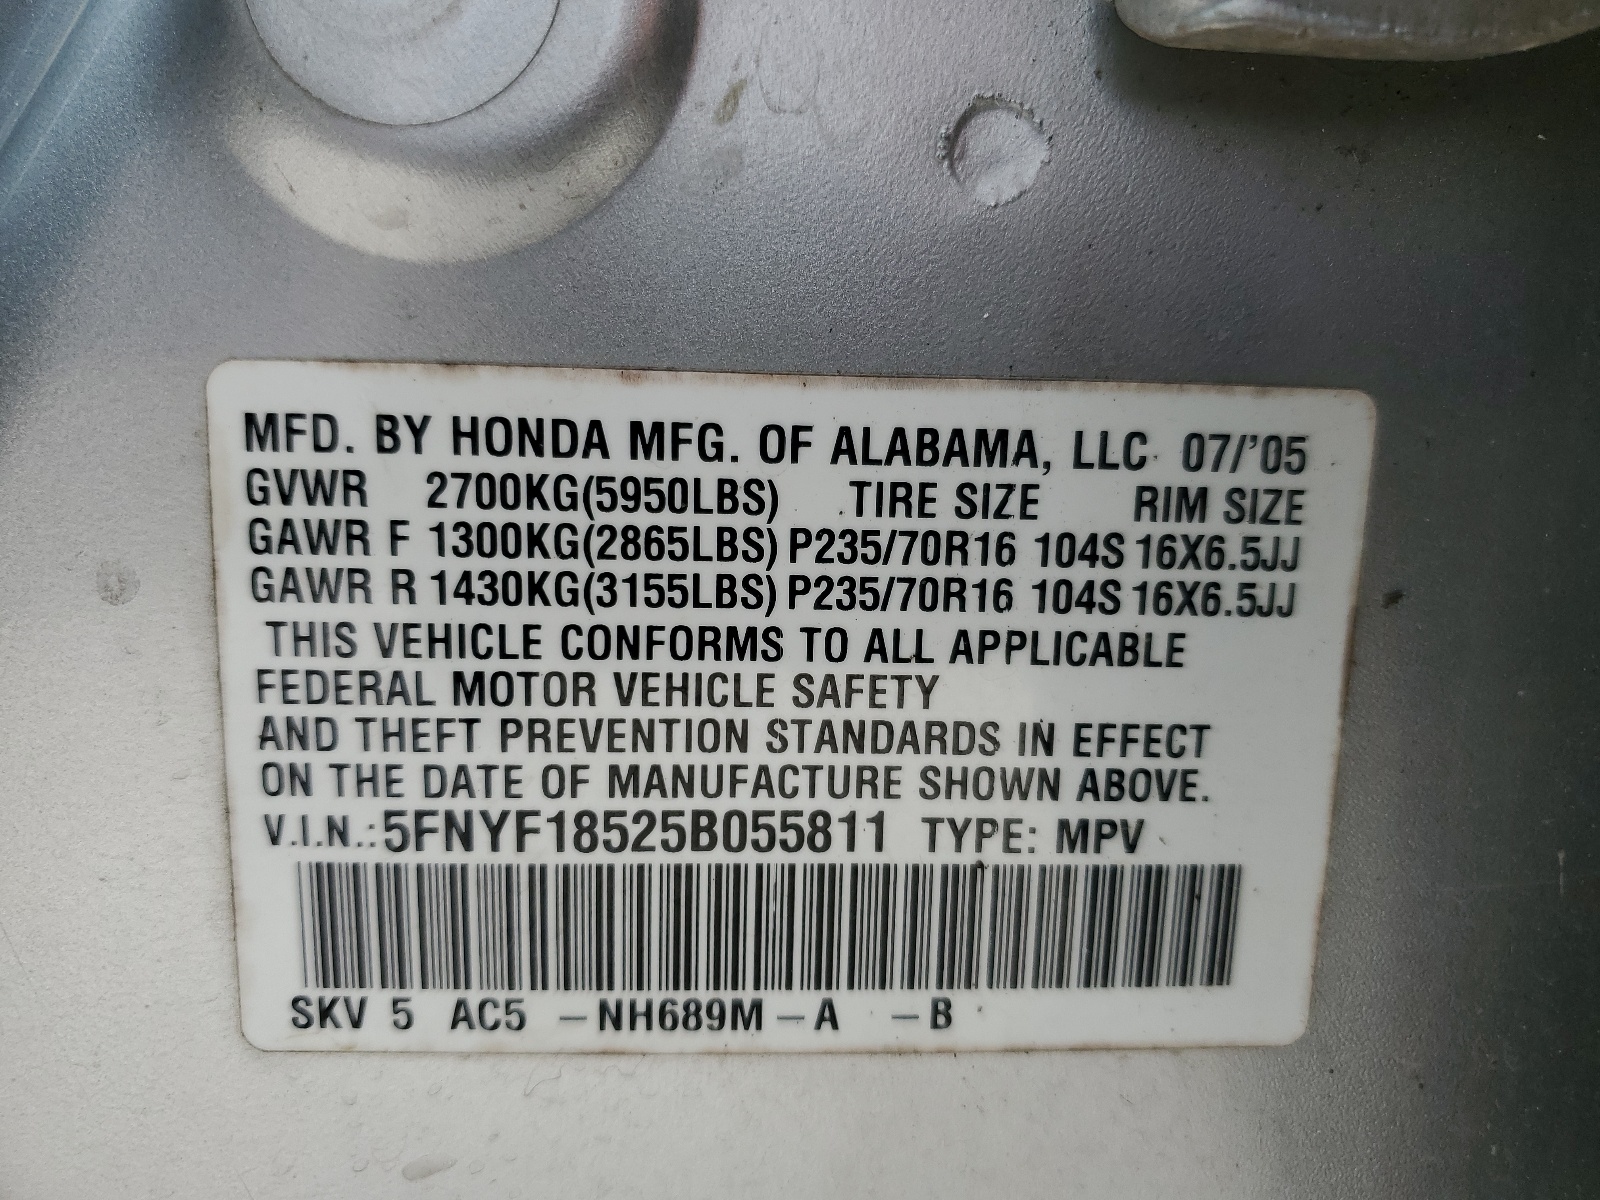 MFD. BY HONDA MFG. OF ALABAMA, LLC 07/'05
GVWR 2700KG(5950LBS) TIRE SIZE RIM SIZE
GAWR F 1300KG(2865LBS) P235/70R16 104S 16X6.5JJ
GAWR R 1430KG(3155LBS) P235/70R16 104S 16X6.5JJ
THIS VEHICLE CONFORMS TO ALL APPLICABLE
FEDERAL MOTOR VEHICLE SAFETY
AND THEFT PREVENTION STANDARDS IN EFFECT
ON THE DATE OF MANUFACTURE SHOWN ABOVE.
V.I.N.: 5FNYF18525B055811 TYPE: MPV
SKV 5 AC5 –NH689M –A –B